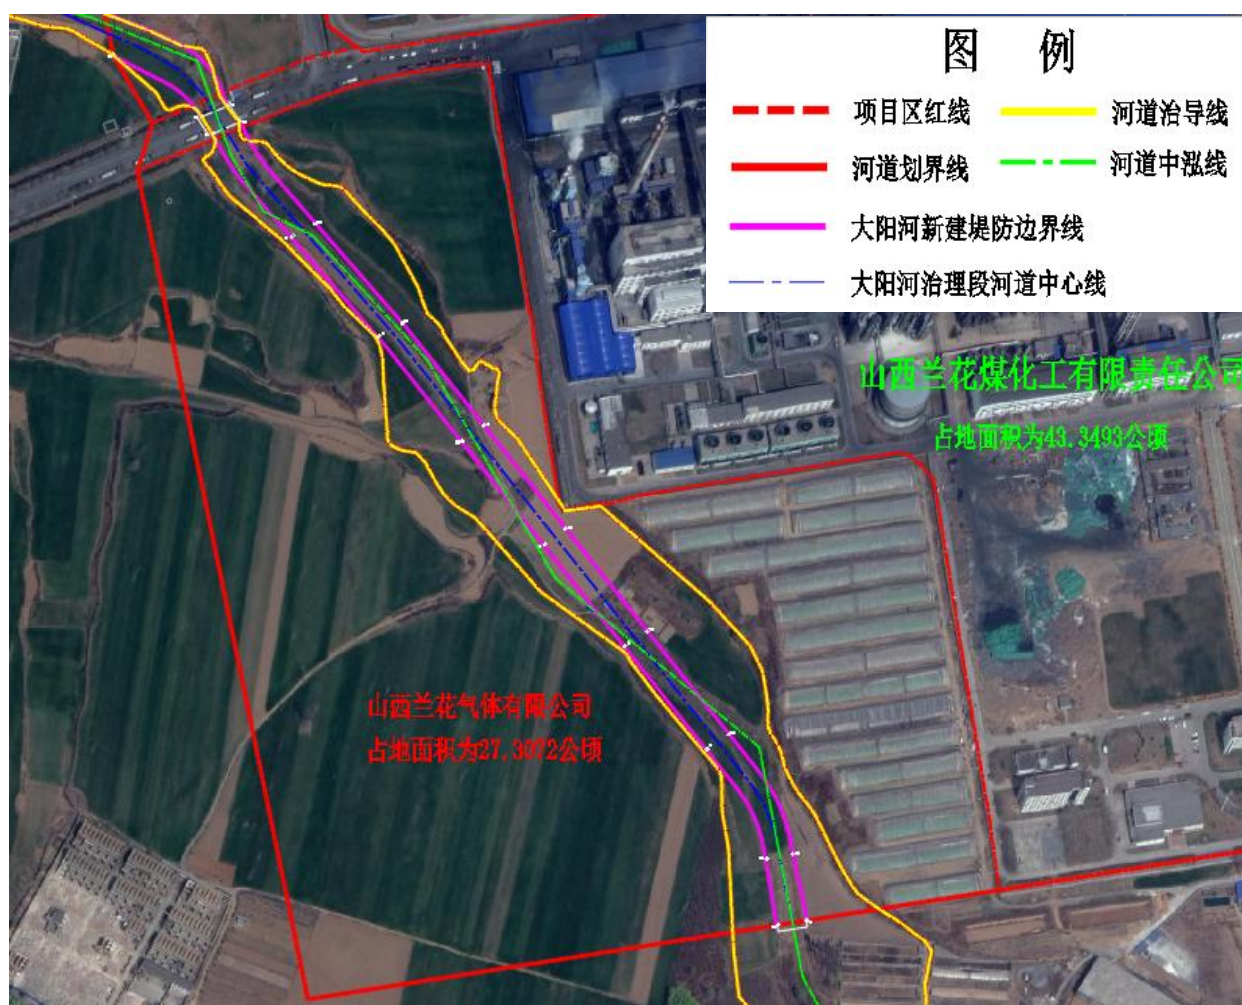 图 例
项目区红线
河道治导线
河道划界线
河道中泓线
大阳河新建堤防边界线
大阳河治理段河道中心线
山西兰花煤化工有限责任公司
占地面积为43.3493公顷
山西兰花气体有限公司
占地面积为27.3072公顷